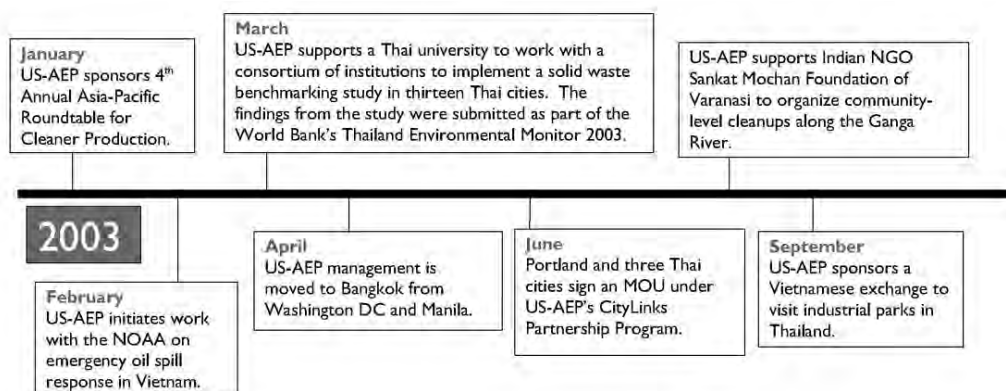 January
US-AEP sponsors 4th
Annual Asia-Pacific
Roundtable for
Cleaner Production.
March
US-AEP supports a Thai university to work with a
consortium of institutions to implement a solid waste
benchmarking study in thirteen Thai cities. The
findings from the study were submitted as part of the
World Bank's Thailand Environmental Monitor 2003.
US-AEP supports Indian NGO
Sankat Mochan Foundation of
Varanasi to organize community-
level cleanups along the Ganga
River.
2003
February
US-AEP initiates work
with the NOAA on
emergency oil spill
response in Vietnam.
April
US-AEP management is
moved to Bangkok from
Washington DC and Manila.
June
Portland and three Thai
cities sign an MOU under
US-AEP's CityLinks
Partnership Program.
September
US-AEP sponsors a
Vietnamese exchange to
visit industrial parks in
Thailand.